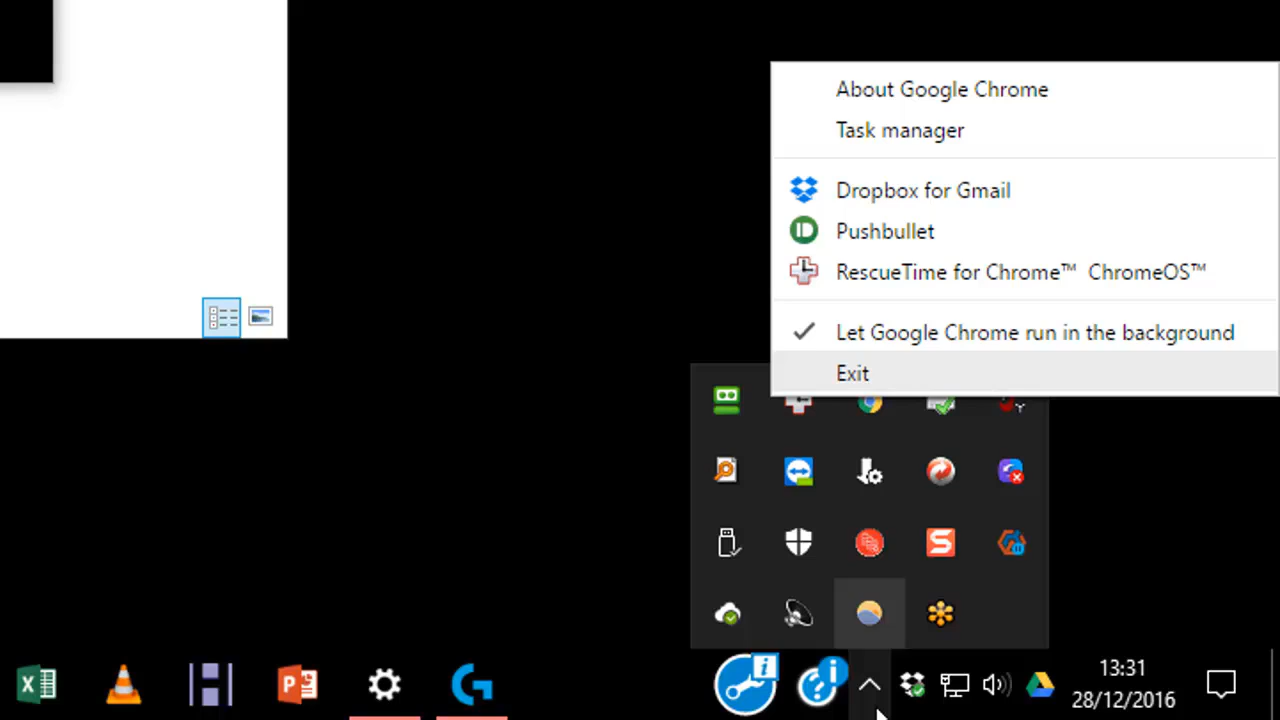 About Google Chrome
Task manager
Dropbox for Gmail
Pushbullet
RescueTime for Chrome™ ChromeOS™
Let Google Chrome run in the background
Exit
13:31
28/12/2016